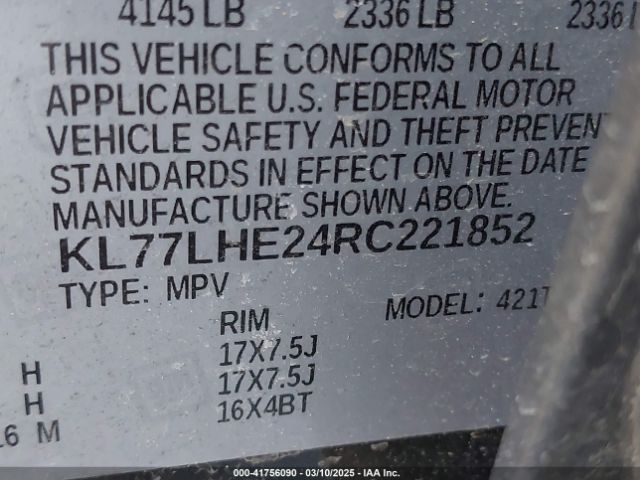 4145 LB 2336 LB 2336
THIS VEHICLE CONFORMS TO ALL
APPLICABLE U.S. FEDERAL MOTOR
VEHICLE SAFETY AND THEFT PREVEN
STANDARDS IN EFFECT ON THE DATE
MANUFACTURE SHOWN ABOVE.
KL77LHE24RC221852
TYPE: MPV MODEL: 421T
RIM
H 17X7.5J
H 17X7.5J
16 M 16X4BT
000-41756090 - 03/10/2025 - IAA Inc.